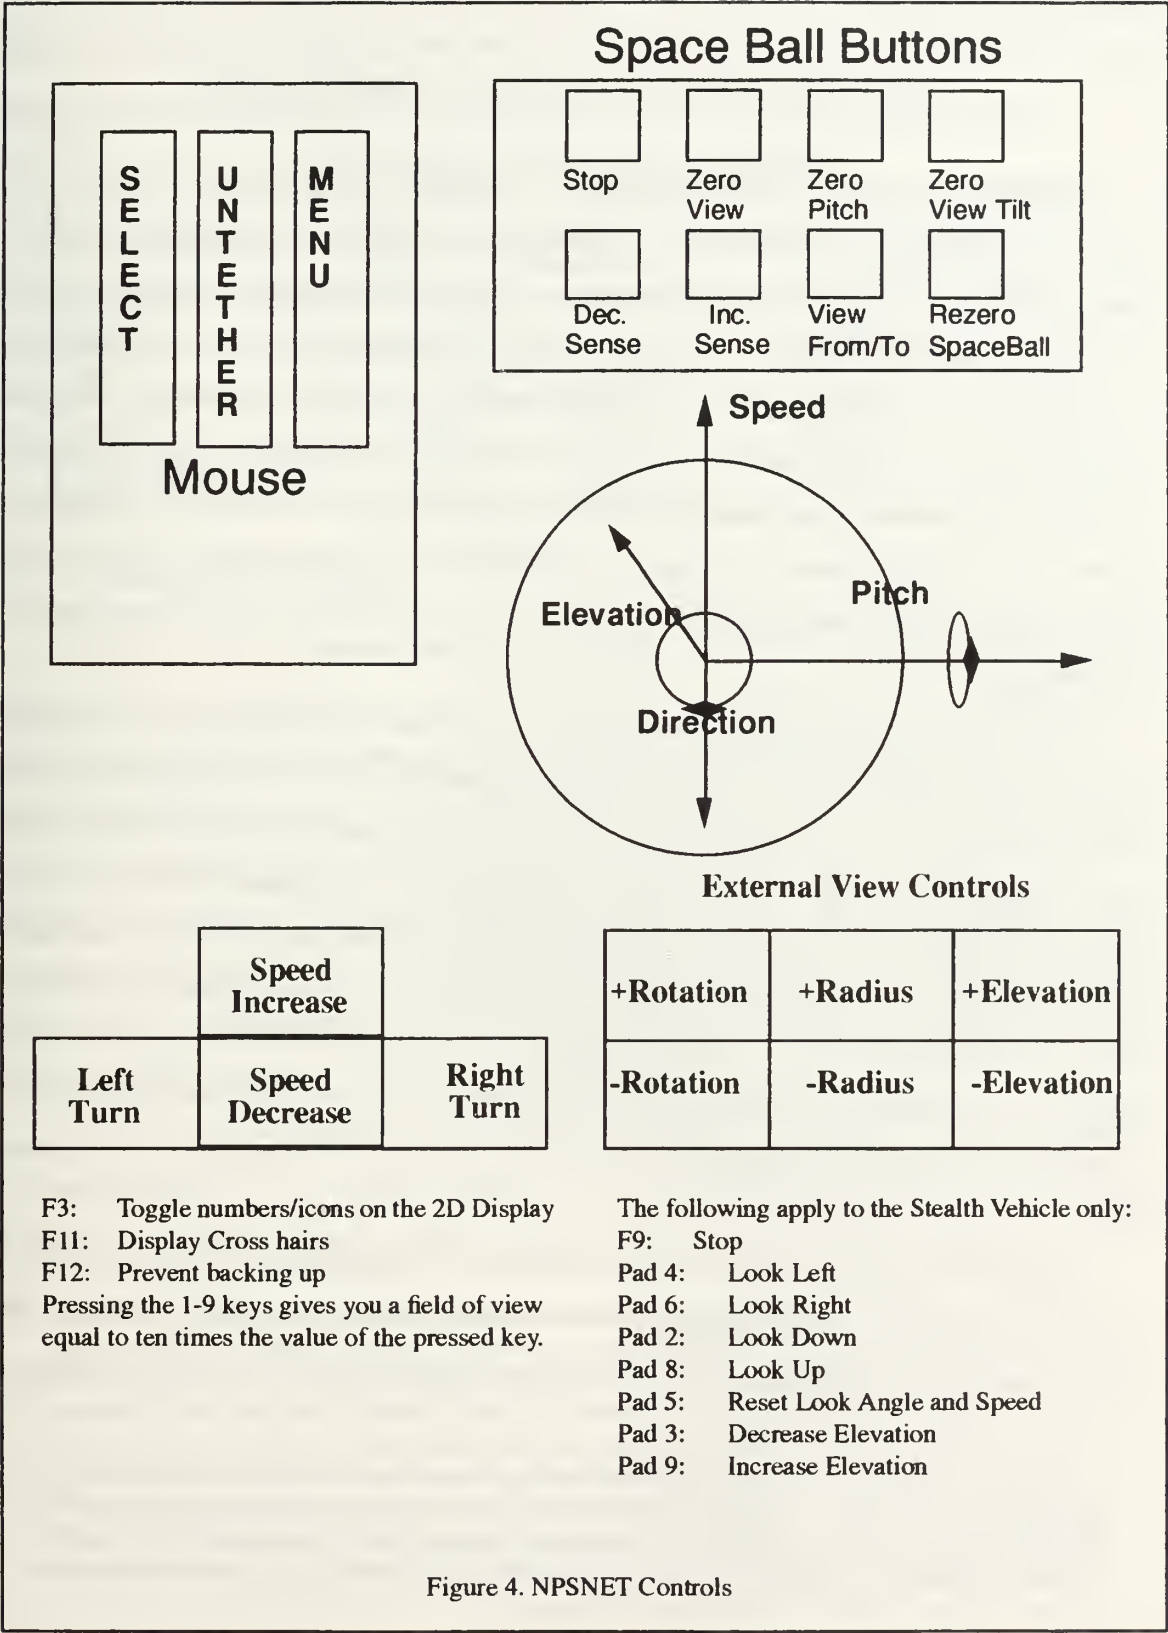 Space Ball Buttons
SELECT
UNTETHER
MENU
Mouse
Stop
Zero
View
Zero
Pitch
Zero
View Tilt
Dec.
Sense
Inc.
Sense
View
From/To
Rezero
SpaceBall
Speed
Elevation
Pitch
Direction
External View Controls
Speed
Increase
Left
Turn
Speed
Decrease
Right
Turn
+Rotation
+Radius
+Elevation
-Rotation
-Radius
-Elevation
F3: Toggle numbers/icons on the 2D Display
F11: Display Cross hairs
F12: Prevent backing up
Pressing the 1-9 keys gives you a field of view
equal to ten times the value of the pressed key.
The following apply to the Stealth Vehicle only:
F9: Stop
Pad 4: Look Left
Pad 6: Look Right
Pad 2: Look Down
Pad 8: Look Up
Pad 5: Reset Look Angle and Speed
Pad 3: Decrease Elevation
Pad 9: Increase Elevation
Figure 4. NPSNET Controls